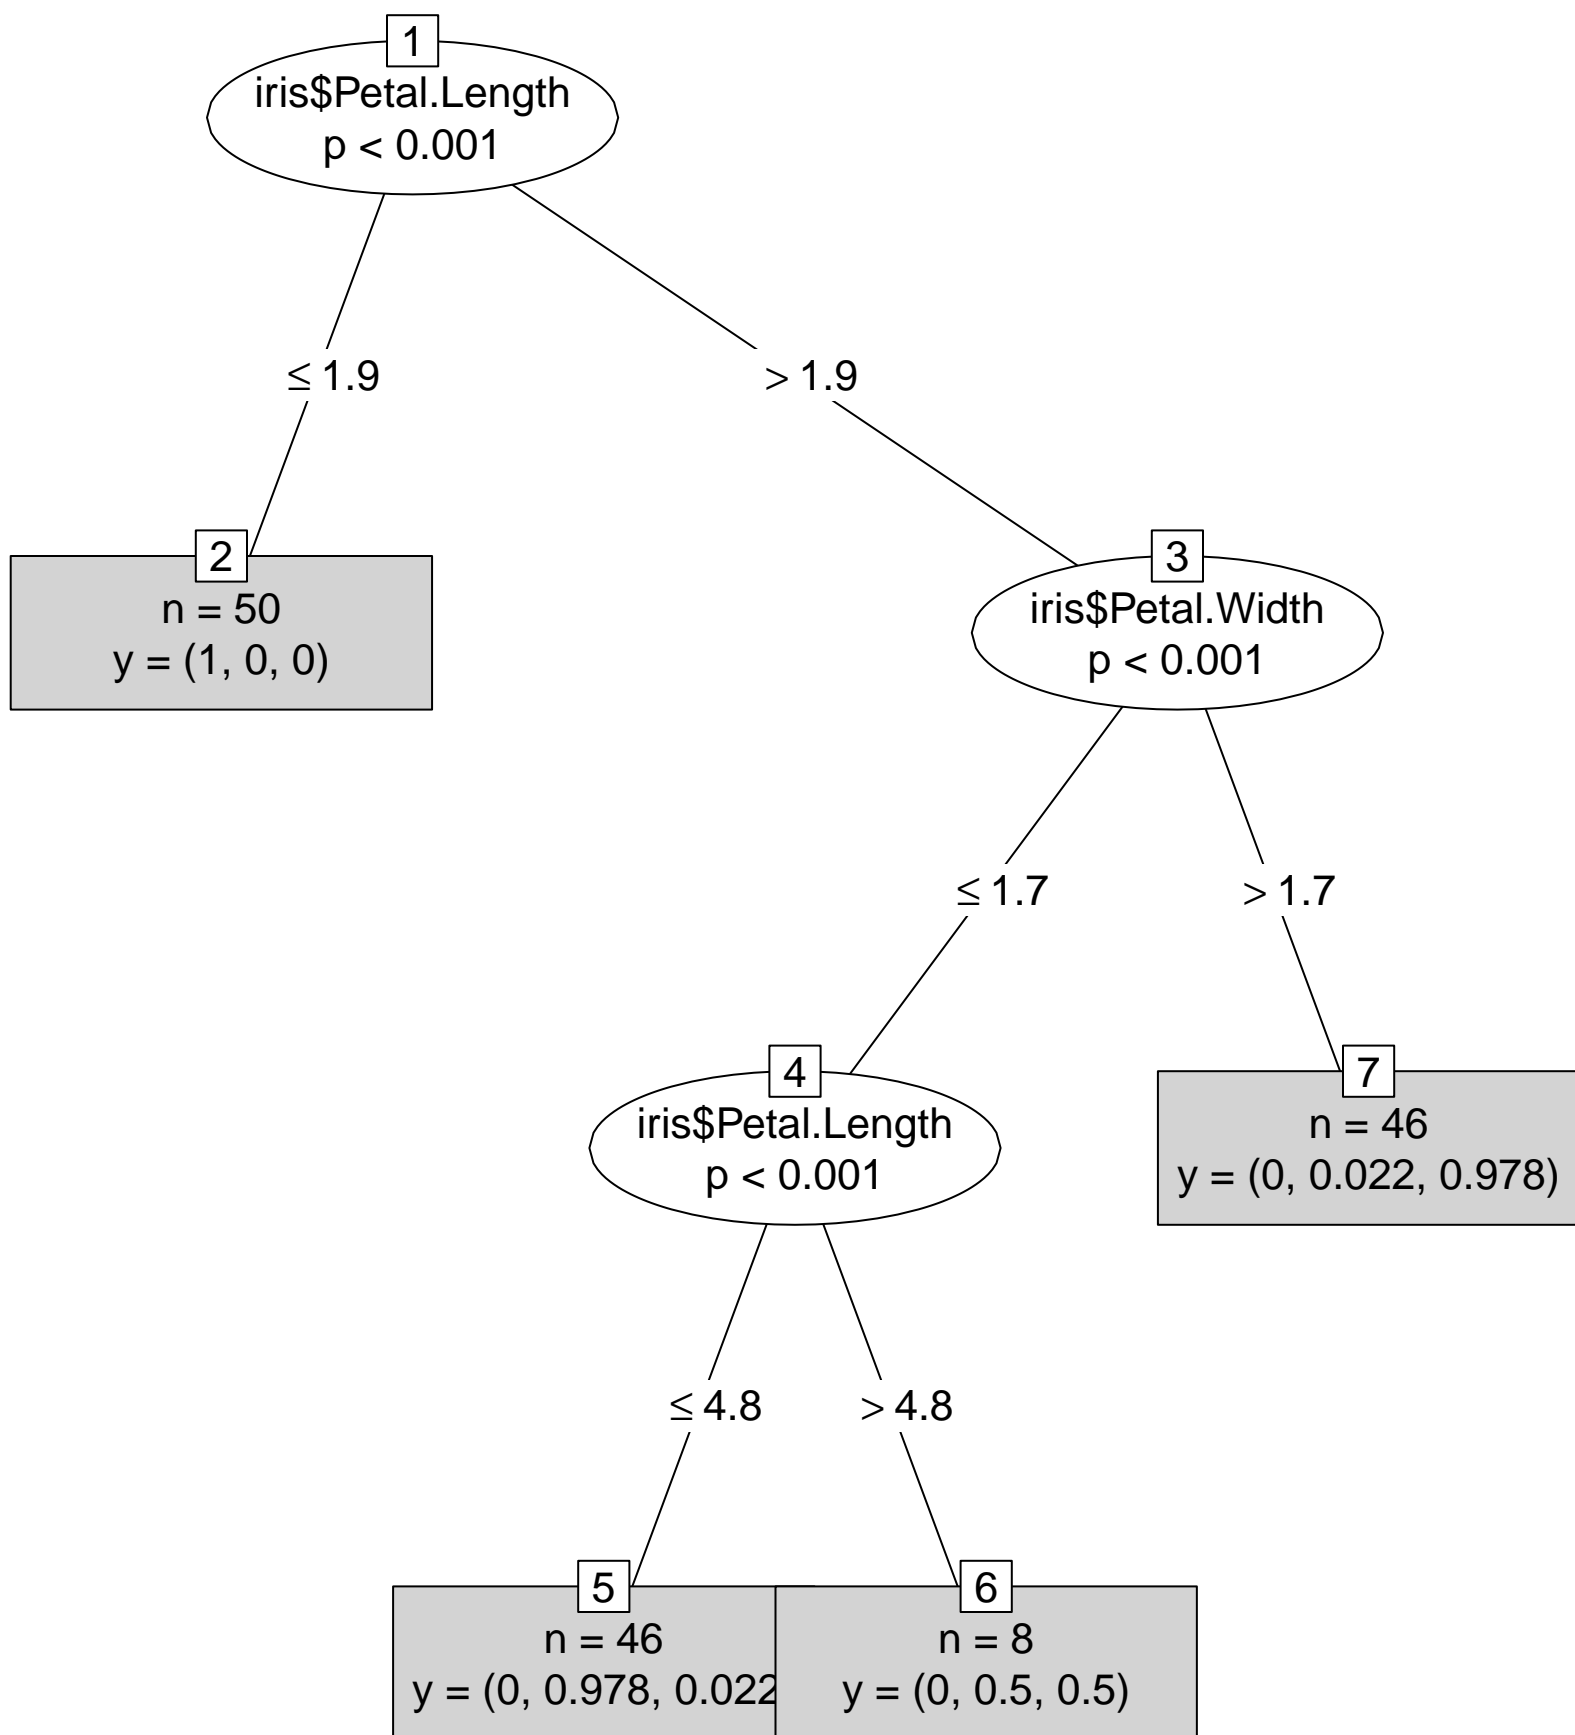 1
iris$Petal.Length
p < 0.001
≤ 1.9
> 1.9
2
n = 50
y = (1, 0, 0)
3
iris$Petal.Width
p < 0.001
≤ 1.7
> 1.7
4
iris$Petal.Length
p < 0.001
7
n = 46
y = (0, 0.022, 0.978)
≤ 4.8
> 4.8
5
n = 46
y = (0, 0.978, 0.022
6
n = 8
y = (0, 0.5, 0.5)